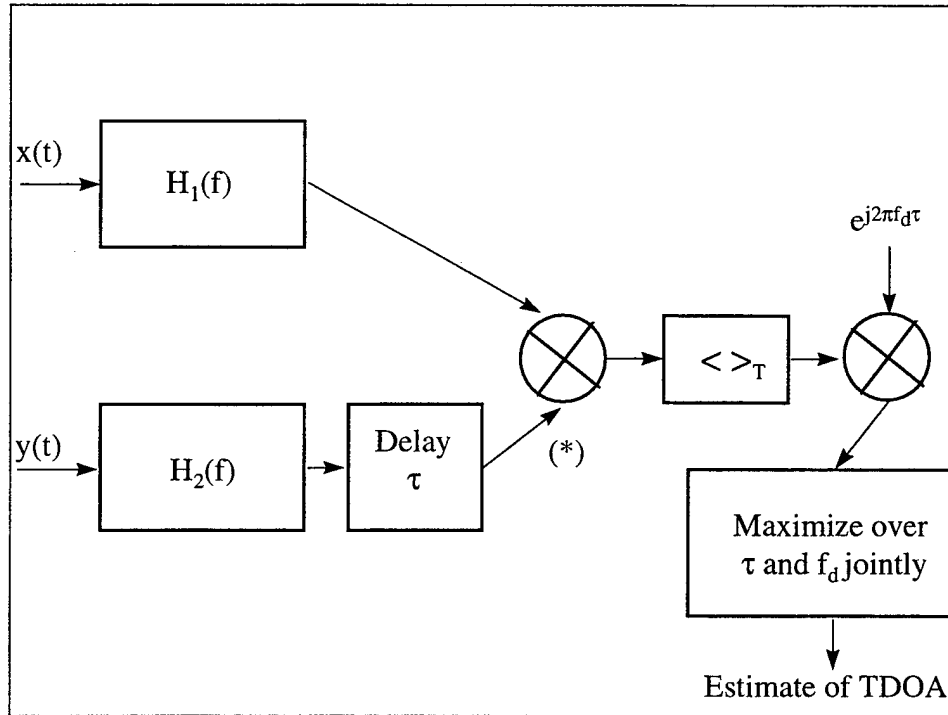 x(t)
H₁(f)
e^{j2πf_dτ}
< >_T
y(t)
H₂(f)
Delay
τ
(*)
Maximize over
τ and f_d jointly
Estimate of TDOA